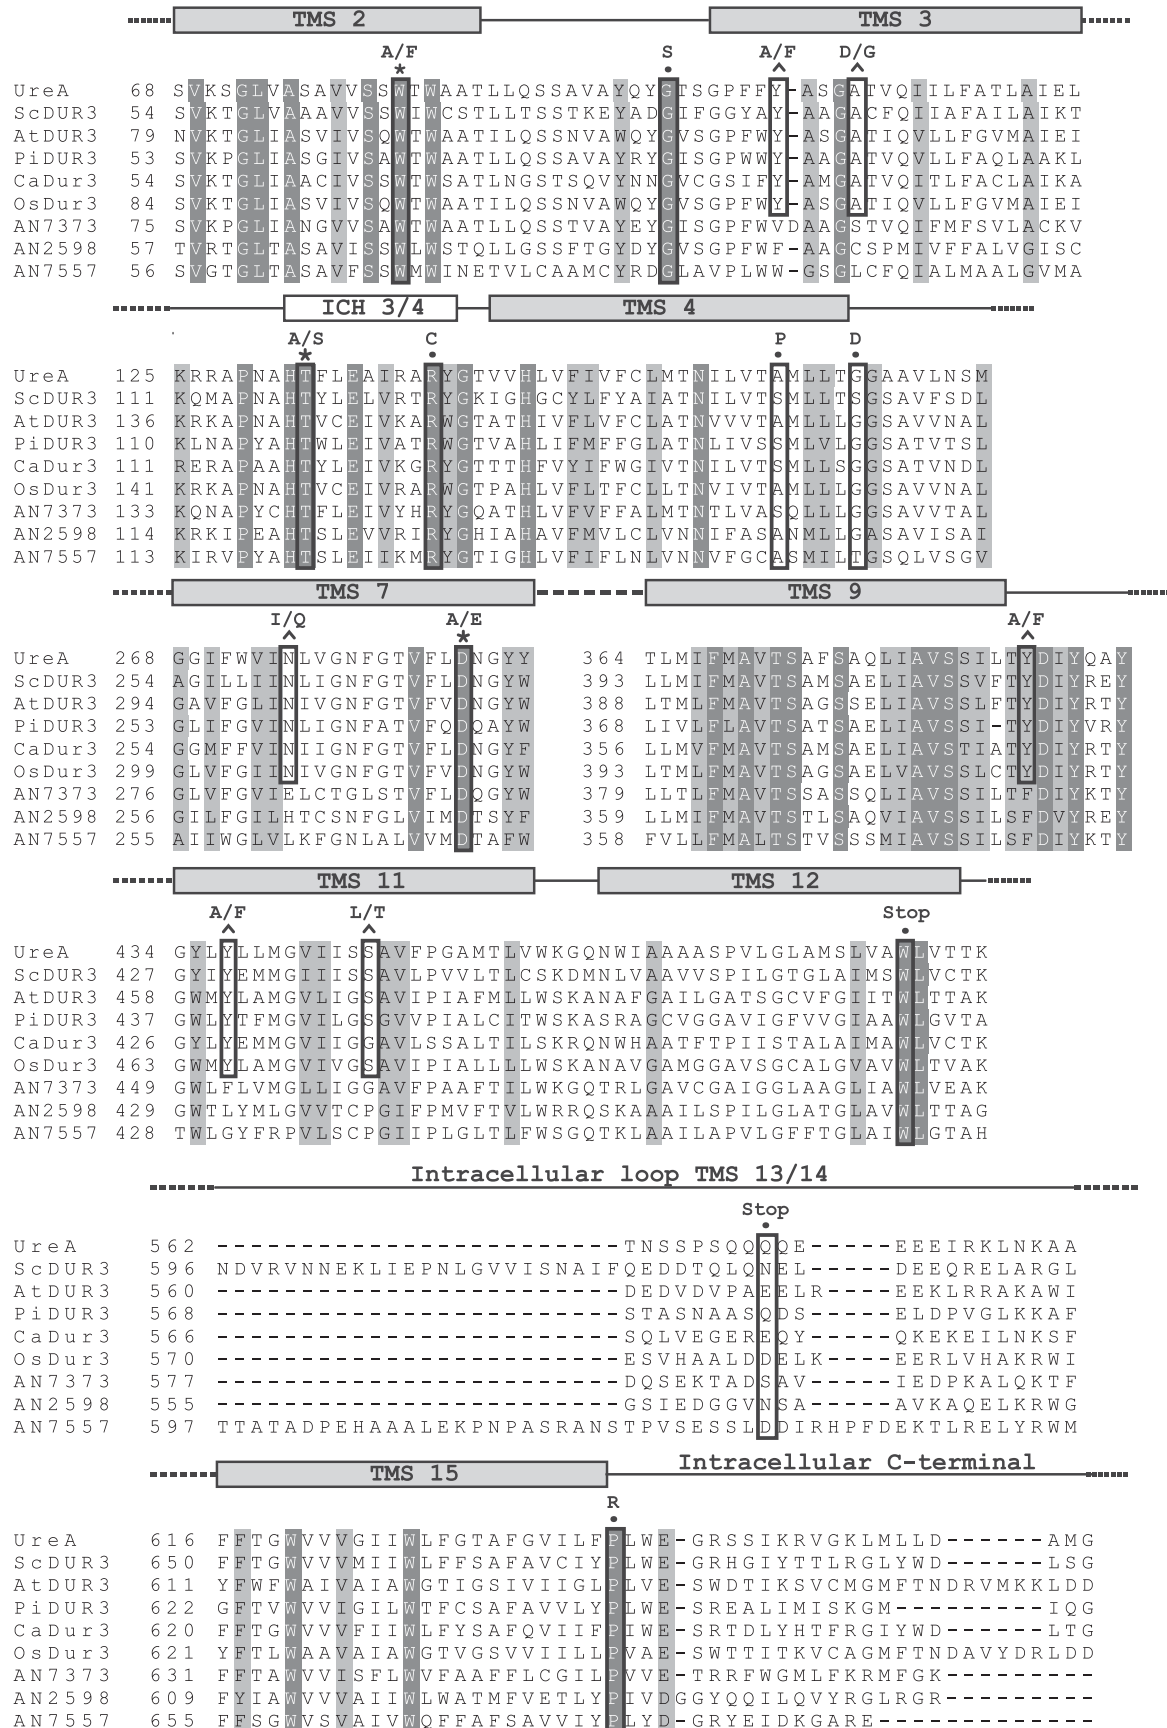 TMS 2 TMS 3
A/F S A/F D/G
* • ^ ^
UreA 68 SVKSGLVASAVVSSWTWAATLLQSSAVAYQYGTSGPFFY-ASGATVQIILFATLAIEL
ScDUR3 54 SVKTGLVAAAVVSSWIWCSTLLTSSTKEYADGIFGGYAY-AAGACFQIIAFAILAIKT
AtDUR3 79 NVKTGLIASVIVSQWTWAATILQSSNVAWQYGVSGPFWYAAGATVQVLLFGVMAIEI
PiDUR3 53 SVKPGLIASGIVSAWTWAATLLQSSAVAYRYGISGPWWY-AAGATVQVLLFAQLAAKL
CaDur3 54 SVKTGLIAACIVSSWTWSATLNGSTSQVYNNGVCGSIFY-AMGATVQITLFACLAIKA
OsDur3 84 SVKTGLIASVIVSQWTWAATILQSSNVAWQYGVSGPFWY-ASGATIQVLLFGVMAIEI
AN7373 75 SVKPGLIANGVVSAWTWAATLLQSSTVAYEYGISGPFWVDAAGSTVQIFMFSVLACKV
AN2598 57 TVRTGLTASAVISSWLWSTQLLGSSFTGYDYGVSGPFWF-AAGCSPMIVFFALVGISC
AN7557 56 SVGTGLTASAVFSSWMWINETVLCAAMCYRDGLAVPLWW-GSGLCFQIALMAALGVMA
ICH 3/4 TMS 4
A/S C P D
* • • •
UreA 125 KRRAPNAHTFLEAIRARYGTVVHLVFIVFCLMTNILVTAMLLTGGAAVLNSM
ScDUR3 111 KQMAPNAHTYLELVRTRYGKIGHGCYLFYAIATNILVTSMLLTSGSAVFSDL
AtDUR3 136 KRKAPNAHTVCEIVKARWGTATHIVFLVFCLATNVVVTAMLLLGGSAVVNAL
PiDUR3 110 KLNAPYAHTWLEIVATRWGTVAHLIFMFFGLATNLIVSSMLVLGGSATVTSL
CaDur3 111 RERAPAAHTYLEIVKGRYGTTTHFVYIFWGIVTNILVTSMLLSGGSATVNDL
OsDur3 141 KRKAPNAHTVCEIVRARWGTPAHLVFLTFCLLTNVIVTAMLLLGGSAVVNAL
AN7373 133 KQNAPYCHTFLEIVYHRYGQATHLVFVFFALMTNTLVASQLLLGGSAVVTAL
AN2598 114 KRKIPEAHTSLEVVRIRYGHIAHAVFMVLCLVNNIFASANMLLGASAVISAI
AN7557 113 KIRVPYAHTSLEIIKMRYGTIGHLVFIFLNLVNNVFGCASMILTGSQLVSGV
TMS 7 TMS 9
I/Q A/E A/F
^ * ^
UreA 268 GGIFWVINLVGNFGTVFLDNGYY 364 TLMIFMAVTSAFSAQLIAVSSILTYDIYQAY
ScDUR3 254 AGILLIINLIGNFGTVFLDNGYW 393 LLMIFMAVTSAMSAELIAVSSVFTYDIYREY
AtDUR3 294 GAVFGLINIVGNFGTVFVDNGYW 388 LTMLFMAVTSAGSSELIAVSSLFTYDIYRTY
PiDUR3 253 GLIFGVINLIGNFATVFQDQAYW 368 LIVLFLAVTSATSAELIAVSSI-TYDIYVRY
CaDur3 254 GGMFFVINIIGNFGTVFLDNGYF 356 LLMVFMAVTSAMSAELIAVSTIATYDIYRTY
OsDur3 299 GLVFGIINIVGNFGTVFVDNGYW 393 LTMLFMAVTSAGSAELVAVSSLCTYDIYRTY
AN7373 276 GLVFGVIELCTGLSTVFLDQGYW 379 LLTLFMAVTSSASSQLIAVSSILTFDIYKTY
AN2598 256 GILFGILHTCSNFGLVIMDTSYF 359 LLMIFMAVTSTLSAQVIAVSSILSFDVYREY
AN7557 255 AIIWGLVLKFGNLALVVMDTAFW 358 FVLLFMALTSTVSSSMIAVSSILSFDIYKTY
TMS 11 TMS 12
A/F L/T Stop
^ ^ •
UreA 434 GYLYLLMGVIISSAVFPGAMTLVWKGQNWIAAAASPVLGLAMSLVAWLVTTK
ScDUR3 427 GYIYEMMGIIISSAVLPVVLTLCSKDMNLVAAVVSPILGTGLAIMSWLVCTK
AtDUR3 458 GWMYLAMGVLIGSAVIPIAFMLLWSKANAFGAILGATSGCVFGIITWLTTAK
PiDUR3 437 GWLYTFMGVILGSGVVPIALCITWSKASRAGCVGGAVIGFVVGIAAWLGVTA
CaDur3 426 GYLYEMMGVIIGGAVLSSALTILSKRQNWHAATFTPIISTALAIMAWLVCTK
OsDur3 463 GWMYLAMGVIVGSAVIPIALLLLWSKANAVGAMGGAVSGCALGVIVWLTVAK
AN7373 449 GWLFLVMGLLIGGAVFPAAFTILWKGQTRLGAVCGAIGGLAAGLIAWLVEAK
AN2598 429 GWTLYMLGVVTCPGIFPMVFTVLWRRQSKAAAILSPILGLATGLAVWLTTAG
AN7557 428 TWLGYFRPVLSCPGIIPLGLTLFWSGQTKLAAILAPVLGFFTGLAIWLGTAH
Intracellular loop TMS 13/14
Stop
•
UreA 562 --------------------------TNSSPSQQQQE-----EEEIRKLNKAA
ScDUR3 596 NDVRVNNEKLIEPNLGVVISNAIFQEDDTQLQNEL-----DEEQRELARGL
AtDUR3 560 --------------------------DEDVDVPAEELR----EEKLRRAKAWI
PiDUR3 568 --------------------------STASNAASQDS-----ELDPVGLKKAF
CaDur3 566 --------------------------SQLVEGEREQY-----QKEKEILNKSF
OsDur3 570 --------------------------ESVHAALDDELK----EERLVHAKRWI
AN7373 577 --------------------------DQSEKTADSAV-----IEDPKALQKTF
AN2598 555 --------------------------GSIEDGGVNSA-----AVKAQELKRWG
AN7557 597 TTATADPEHAAALEKPNPASRANSTPVSESSLDDIRHPFDEKTLRELYRWM
TMS 15 Intracellular C-terminal
R
•
UreA 616 FFTGWVVVGIIWLFGTAFGVILFPLWE-GRSSIKRVGKLMLLD-------AMG
ScDUR3 650 FFTGWVVVMIIWLFFSAFAVCIYPLWE-GRHGIYTTLRGLYWD-------LSG
AtDUR3 611 YFWFWAIVAIAWGTIGSIVIIGLPLVE-SWDTIKSVCMGMFTNDRVMKKLDD
PiDUR3 622 GFTVWVVIGILWTFCSAFAVVLYPLWE-SREALIMISKGM----------IQG
CaDur3 620 FFTGWVVVFIIWLFYSAFQVIIFPIWE-SRTDLYHTFRGIYWD-------LTG
OsDur3 621 YFTLWAAVAIAWGTVGSVVIILLPVAE-SWTTITKVCAGMFTNDAVYDRLDD
AN7373 631 FFTAWVVISFLWVFAAFFLCGILPVVE-TRRFWGMLFKRMFGK----------
AN2598 609 FYIAWVVVAIIWLWATMFVETLYPIVDGGYQQILQVYRGLRGR----------
AN7557 655 FFSGWVSVAIVWQFFAFSAVVIYPLYD-GRYEIDKGARE--------------